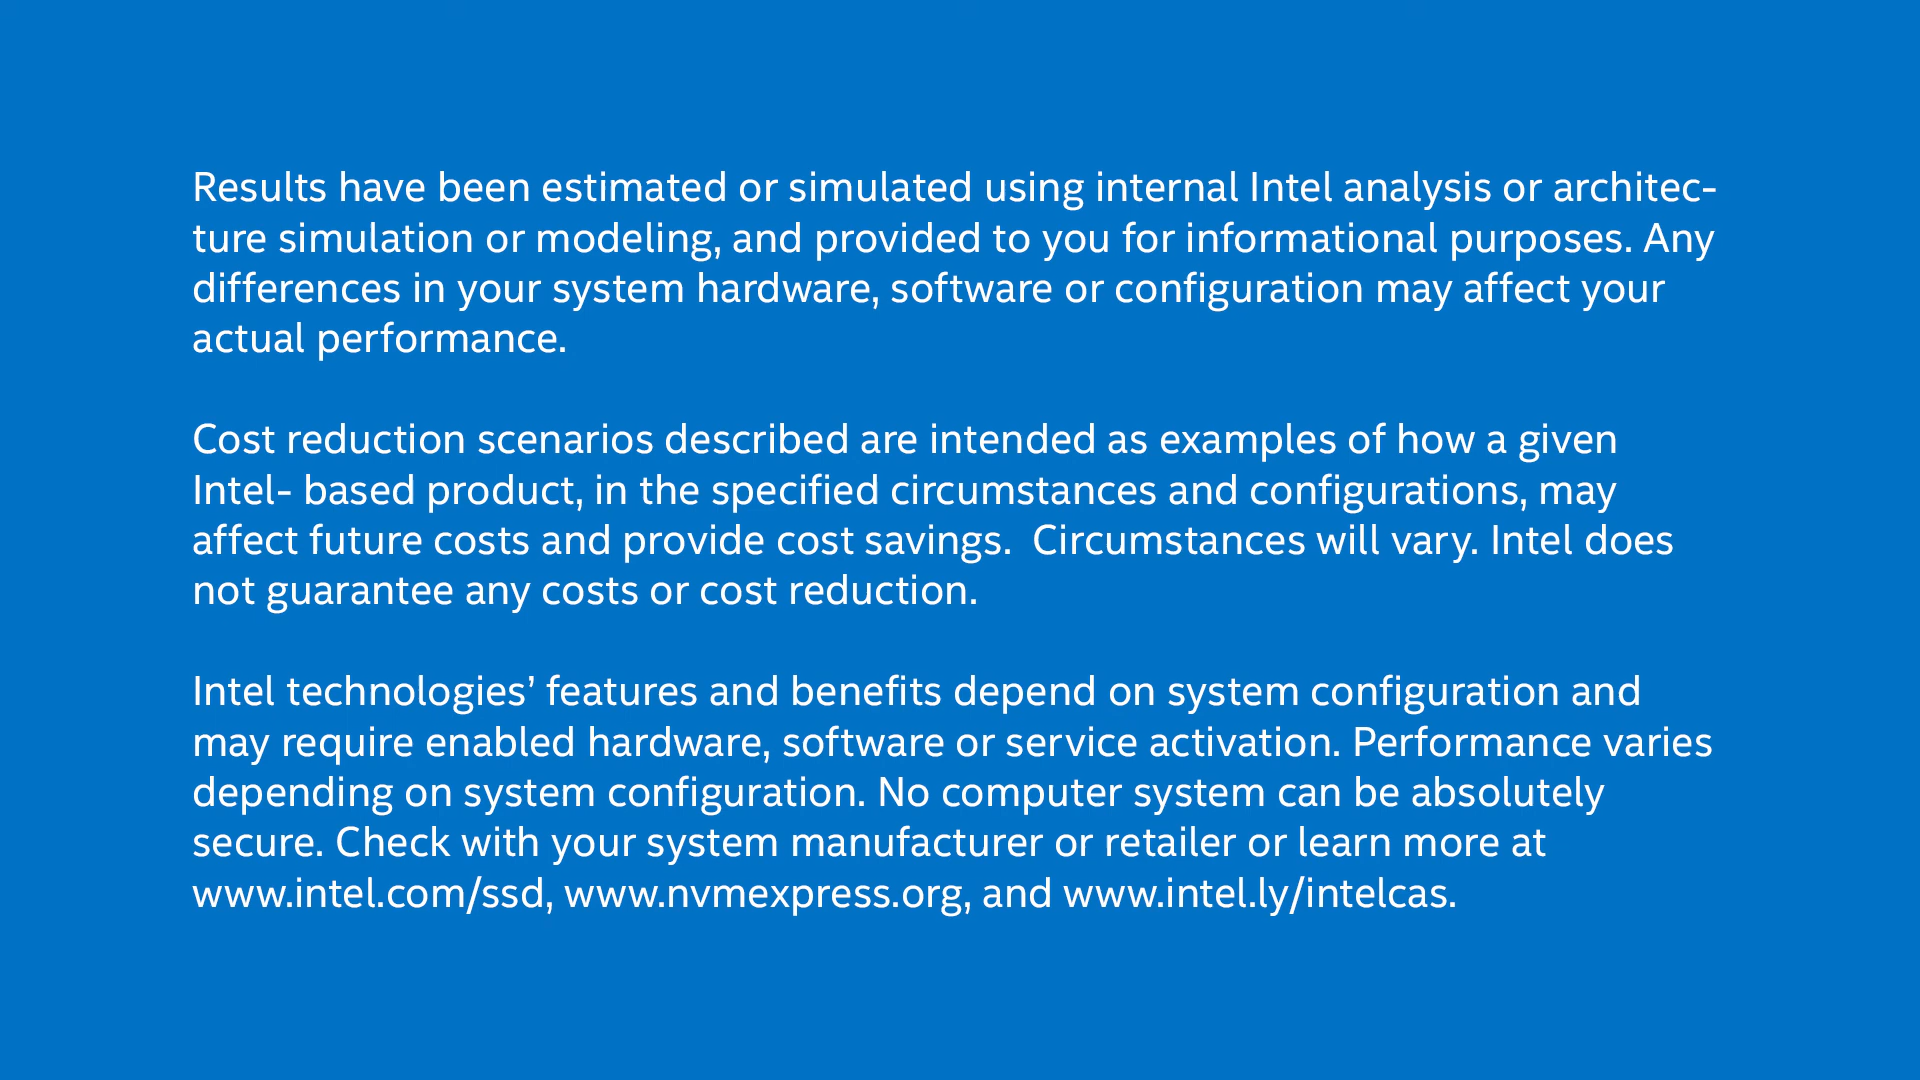 Results have been estimated or simulated using internal Intel analysis or architec-
ture simulation or modeling, and provided to you for informational purposes. Any
differences in your system hardware, software or configuration may affect your
actual performance.
Cost reduction scenarios described are intended as examples of how a given
Intel- based product, in the specified circumstances and configurations, may
affect future costs and provide cost savings.  Circumstances will vary. Intel does
not guarantee any costs or cost reduction.
Intel technologies’ features and benefits depend on system configuration and
may require enabled hardware, software or service activation. Performance varies
depending on system configuration. No computer system can be absolutely
secure. Check with your system manufacturer or retailer or learn more at
www.intel.com/ssd, www.nvmexpress.org, and www.intel.ly/intelcas.